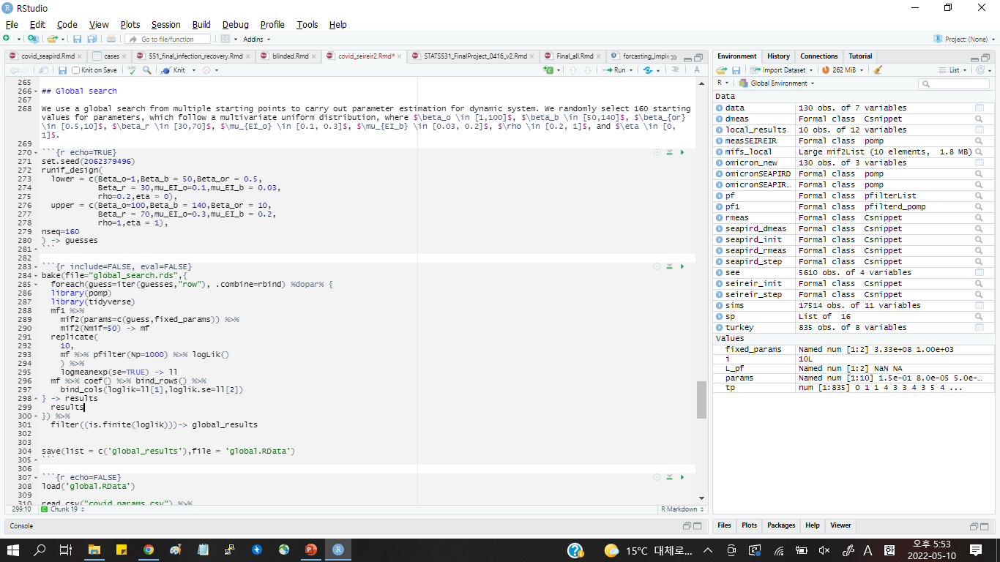 RStudio
File Edit Code View Plots Session Build Debug Profile Tools Help
Go to file/function Addins Project: (None)
covid_seapird.Rmd cases 551_final_infection_recovery.Rmd blinded.Rmd covid_seireir2.Rmd* STATS531_FinalProject_0416_v2.Rmd Final_all.Rmd forcasting_imple
Knit on Save Knit Run
265
266 ## Global search
267
268 We use a global search from multiple starting points to carry out parameter estimation for dynamic system. We randomly select 160 starting
values for parameters, which follow a multivariate uniform distribution, where $\beta_o \in [1,100]$, $\beta_b \in [50,140]$, $\beta_{or}
\in [0.5,10]$, $\beta_r \in [30,70]$, $\mu_{EI_o} \in [0.1, 0.3]$, $\mu_{EI_b} \in [0.03, 0.2]$, $\rho \in [0.2, 1]$, and $\eta \in [0,
1]$.
269
270 ```{r echo=TRUE}
271 set.seed(2062379496)
272 runif_design(
273 lower = c(Beta_o=1,Beta_b = 50,Beta_or = 0.5,
274 Beta_r = 30,mu_EI_o=0.1,mu_EI_b = 0.03,
275 rho=0.2,eta = 0),
276 upper = c(Beta_o=100,Beta_b = 140,Beta_or = 10,
277 Beta_r = 70,mu_EI_o=0.3,mu_EI_b = 0.2,
278 rho=1,eta = 1),
279 nseq=160
280 ) -> guesses
281 ```
282
283 ```{r include=FALSE, eval=FALSE}
284 bake(file="global_search.rds",{
285 foreach(guess=iter(guesses,"row"), .combine=rbind) %dopar% {
286 library(pomp)
287 library(tidyverse)
288 mf1 %>%
289 mif2(params=c(guess,fixed_params)) %>%
290 mif2(Nmif=50) -> mf
291 replicate(
292 10,
293 mf %>% pfilter(Np=1000) %>% logLik()
294 ) %>%
295 logmeanexp(se=TRUE) -> ll
296 mf %>% coef() %>% bind_rows() %>%
297 bind_cols(loglik=ll[1],loglik.se=ll[2])
298 } -> results
299 results
300 }) %>%
301 filter((is.finite(loglik)))-> global_results
302
303
304 save(list = c('global_results'),file = 'global.RData')
305 ```
306
307 ```{r echo=FALSE}
308 load('global.RData')
309
310 read_csv("covid_params.csv") %>%
299:10 Chunk 19 R Markdown
Console
Environment History Connections Tutorial
Import Dataset 262 MiB List
R Global Environment
Data
data 130 obs. of 7 variables
dmeas Formal class Csnippet
local_results 10 obs. of 12 variables
measSEIREIR Formal class pomp
mifs_local Large mif2List (10 elements, 1.8 MB)
omicron_new 130 obs. of 3 variables
omicronSEAPIRD Formal class pomp
omicronSEAPIR… Formal class pomp
pf Formal class pfilterList
pf1 Formal class pfilterd_pomp
rmeas Formal class Csnippet
seapird_dmeas Formal class Csnippet
seapird_init Formal class Csnippet
seapird_rmeas Formal class Csnippet
seapird_step Formal class Csnippet
see 5610 obs. of 4 variables
seireir_init Formal class Csnippet
seireir_step Formal class Csnippet
sims 17514 obs. of 11 variables
sp List of 16
turkey 835 obs. of 8 variables
Values
fixed_params Named num [1:2] 3.33e+08 1.00e+03
i 10L
L_pf Named num [1:2] NaN NA
params Named num [1:10] 1.5e-01 8.0e-05 5.0e-…
tp num [1:835] 0 1 1 4 3 3 4 3 5 4 ...
Files Plots Packages Help Viewer
15°C 대체로... A 한 오후 5:53
2022-05-10